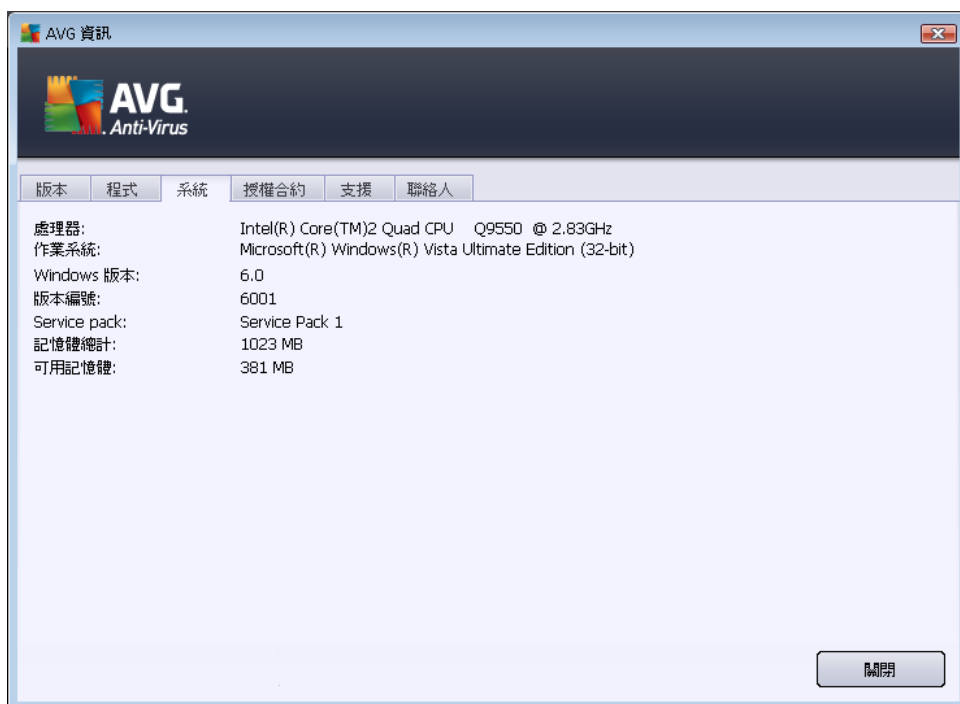 AVG 資訊
AVG.
Anti-Virus
版本 程式 系統 授權合約 支援 聯絡人
處理器: Intel(R) Core(TM)2 Quad CPU Q9550 @ 2.83GHz
作業系統: Microsoft(R) Windows(R) Vista Ultimate Edition (32-bit)
Windows 版本: 6.0
版本編號: 6001
Service pack: Service Pack 1
記憶體總計: 1023 MB
可用記憶體: 381 MB
關閉